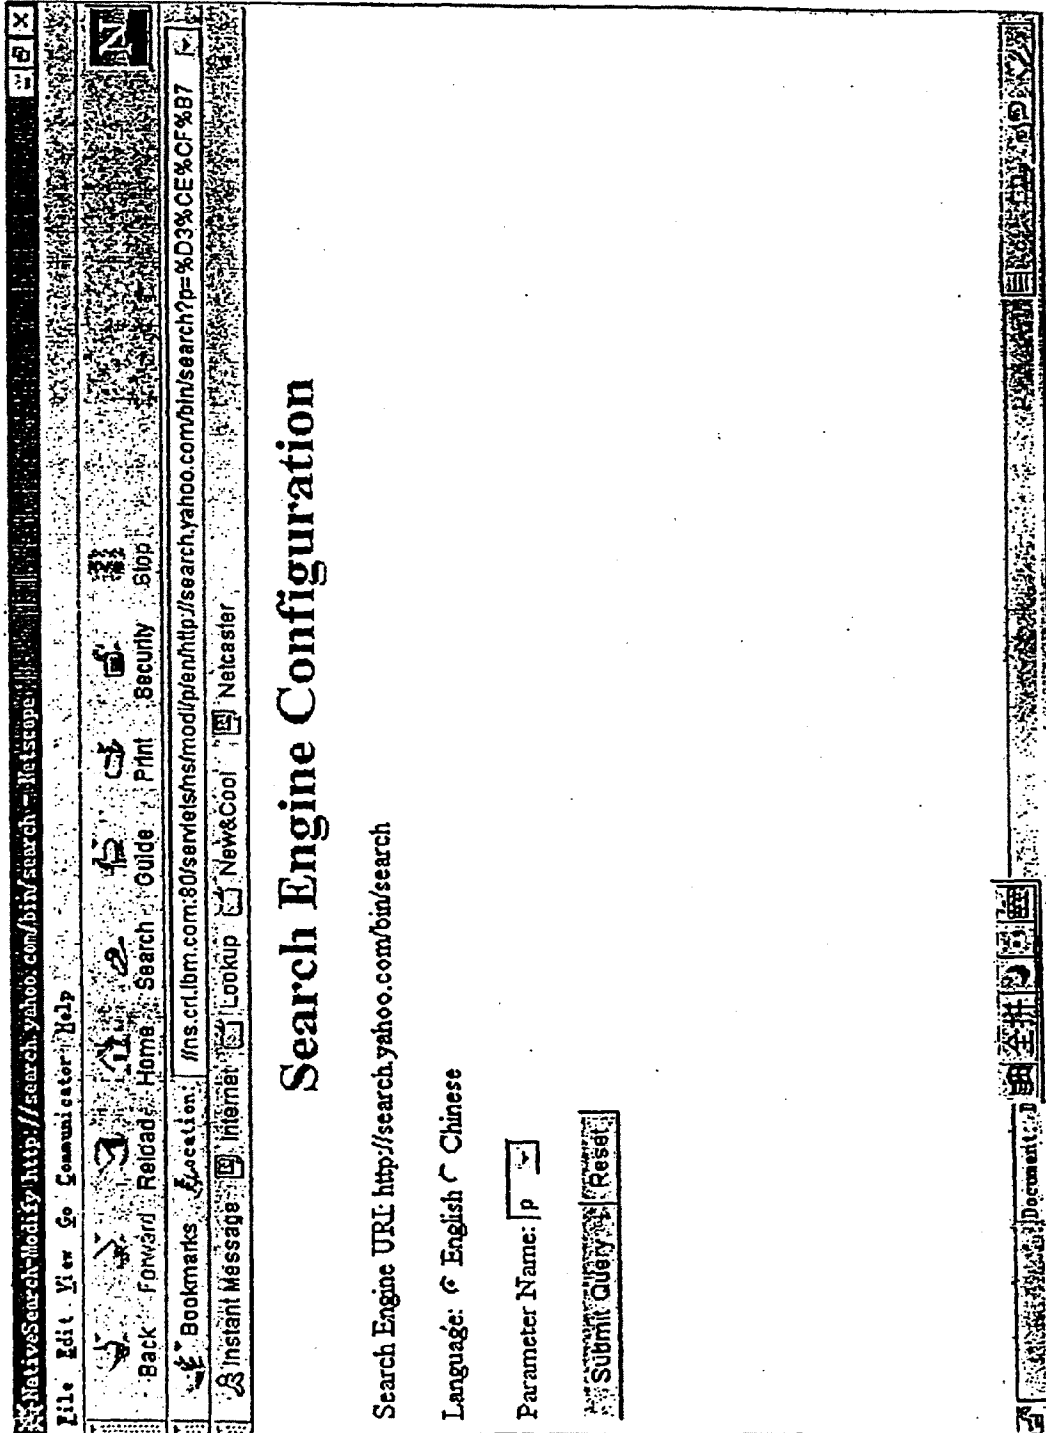 NativeSearch-Modify http://search.yahoo.com/bin/search - Netscape
File Edit View Go Communicator Help
Back Forward Reload Home Search Guide Print Security Stop
N
Bookmarks Location: //ns.crl.ibm.com:80/servlets/ns/modl/p/en/http://search.yahoo.com/bin/search?p=%D3%CE%CF%B7
Instant Message Internet Lookup New&Cool Netcaster
Search Engine Configuration
Search Engine URL: http://search.yahoo.com/bin/search
Language: English Chinese
Parameter Name: p
Submit Query Reset
Document: D
全拼